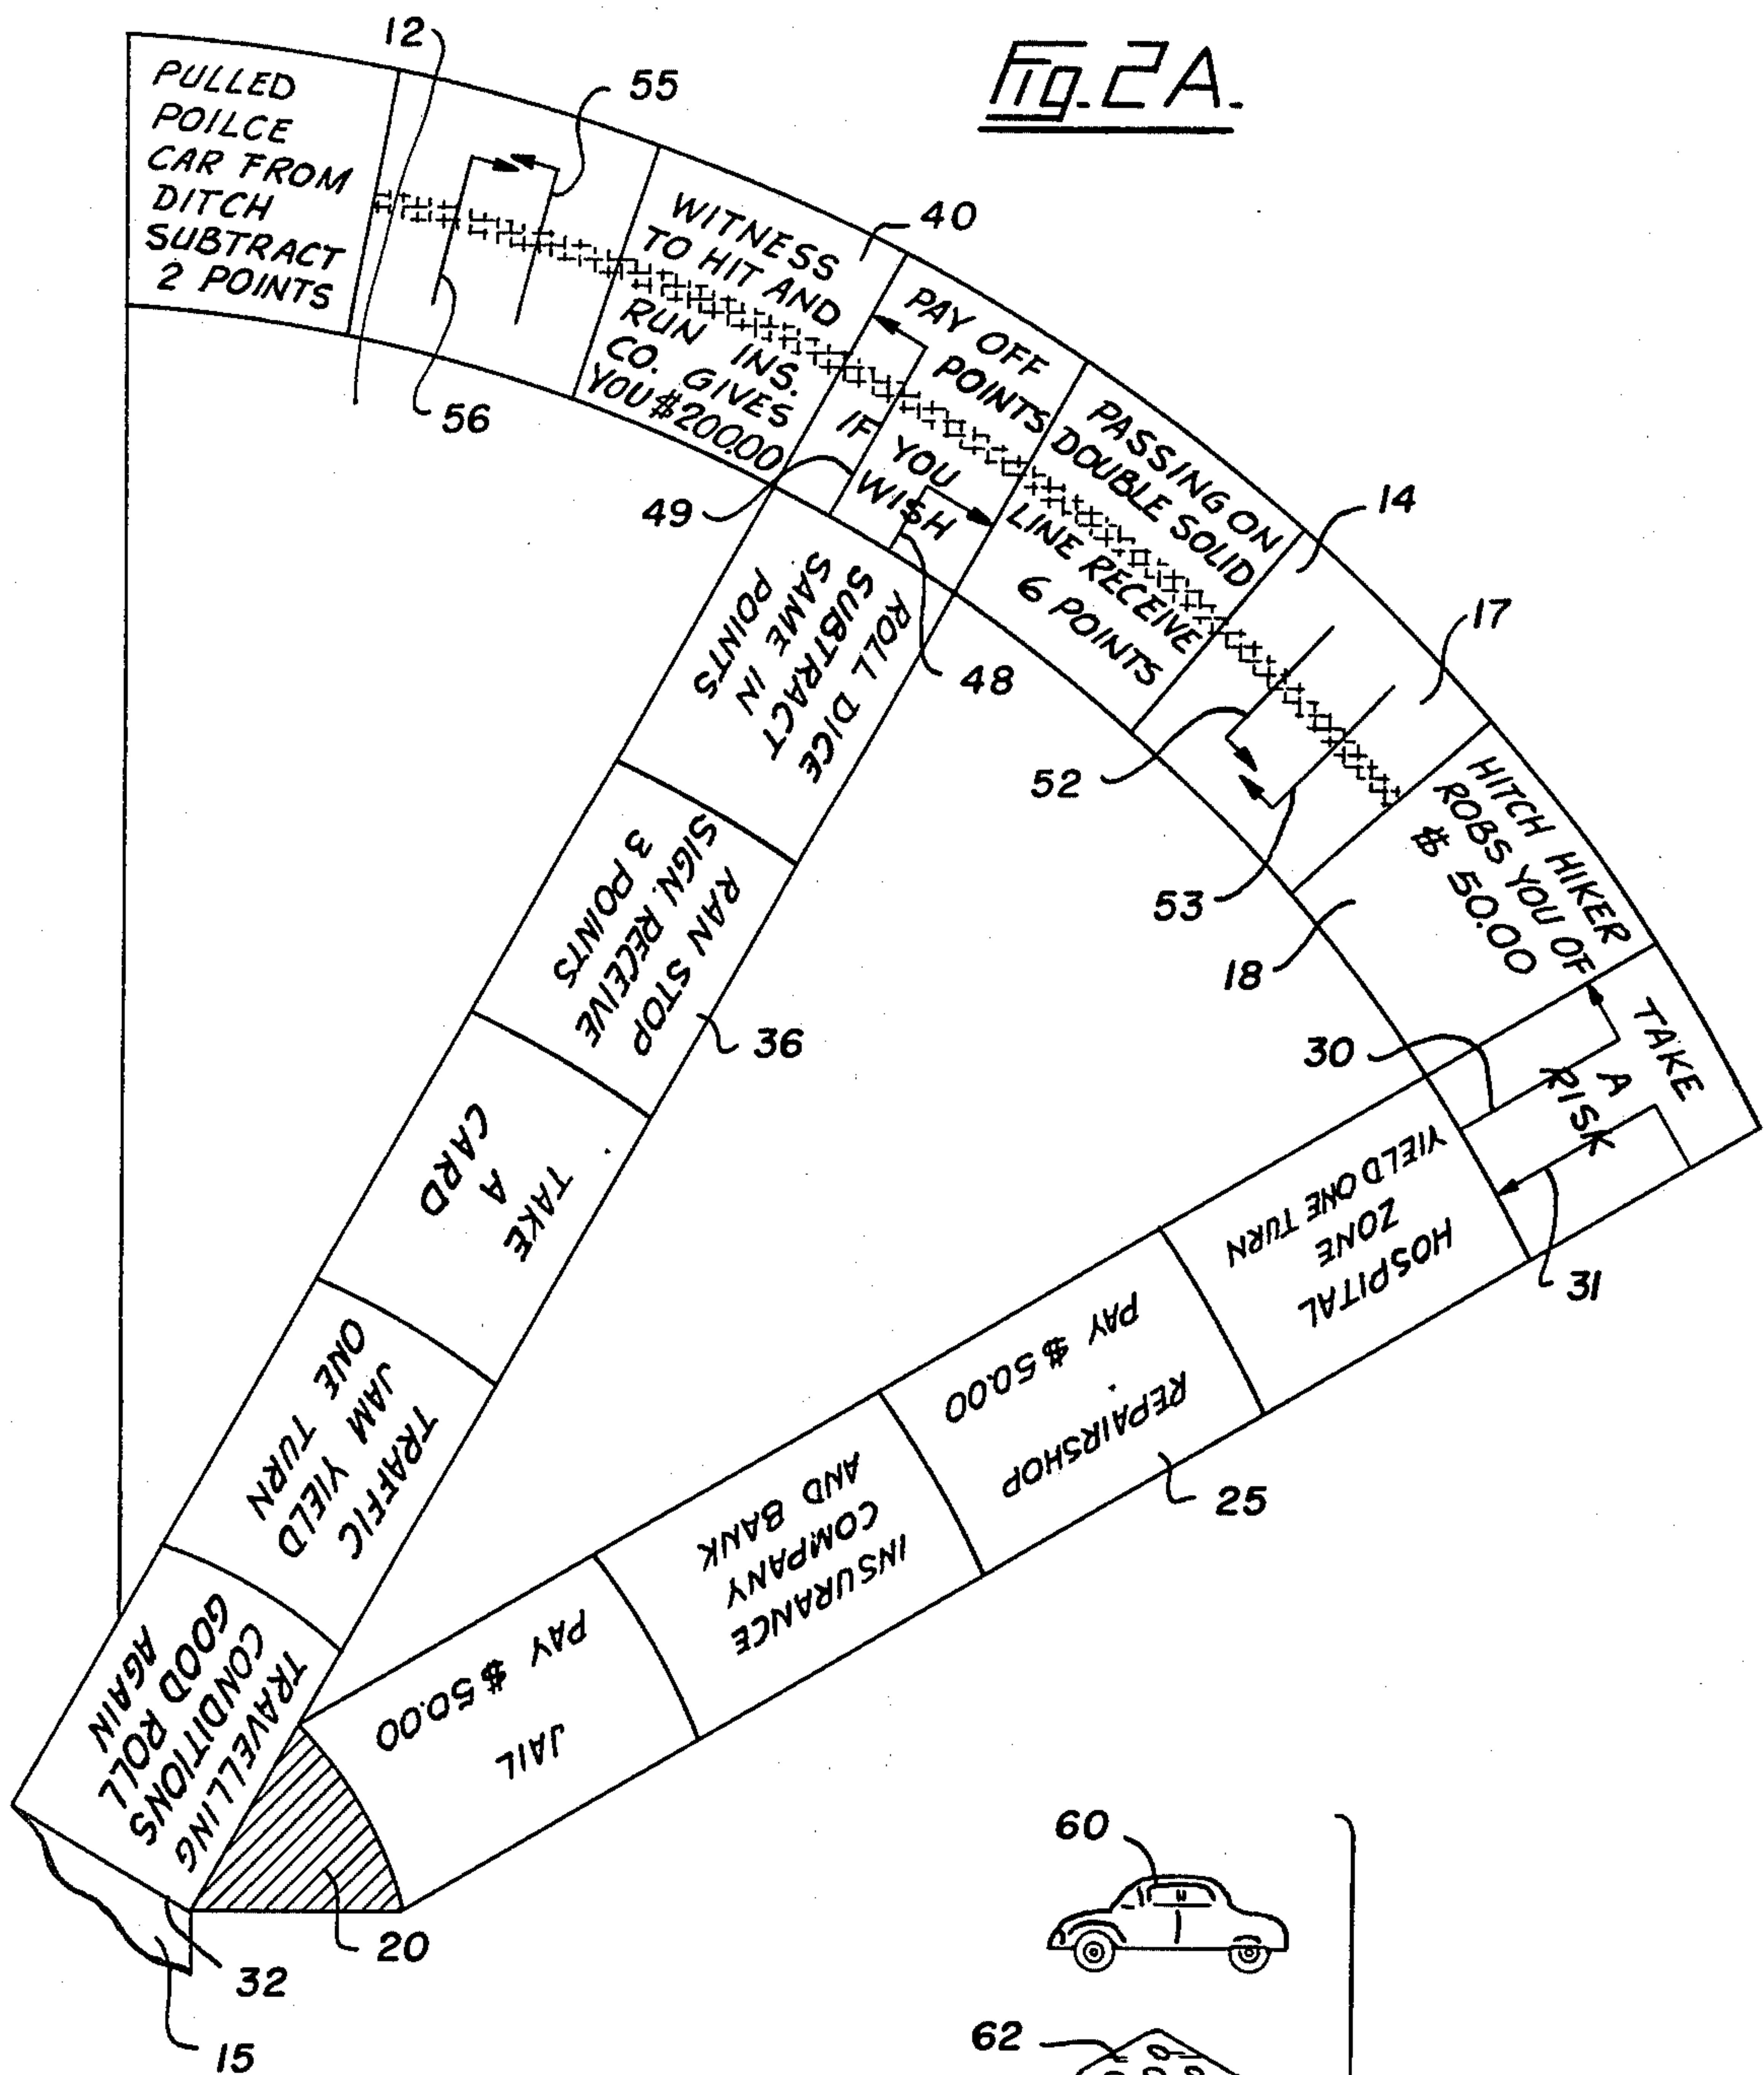 Fig. 2A.
12
55
PULLED
POILCE
CAR FROM
DITCH
SUBTRACT
2 POINTS
56
40
WITNESS
TO HIT AND
RUN INS.
CO. GIVES
YOU $200.00
49
PAY OFF
POINTS
IF YOU
WISH
48
PASSING ON
DOUBLE SOLID
LINE RECEIVE
6 POINTS
14
17
52
53
18
HITCH HIKER
ROBS YOU OF
$ 50.00
TAKE
A
RISK
30
31
ROLL DICE
SUBTRACT
SAME IN
POINTS
RAN STOP
SIGN. RECEIVE
3 POINTS
36
TAKE
A
CARD
TRAFFIC
JAM YIELD
ONE TURN
TRAVELLING
CONDITIONS
GOOD ROLL
AGAIN
HOSPITAL
ZONE
YIELD ONE TURN
REPAIRSHOP
PAY $ 50.00
25
INSURANCE
COMPANY
AND BANK
JAIL
PAY $ 50.00
20
32
15
60
62